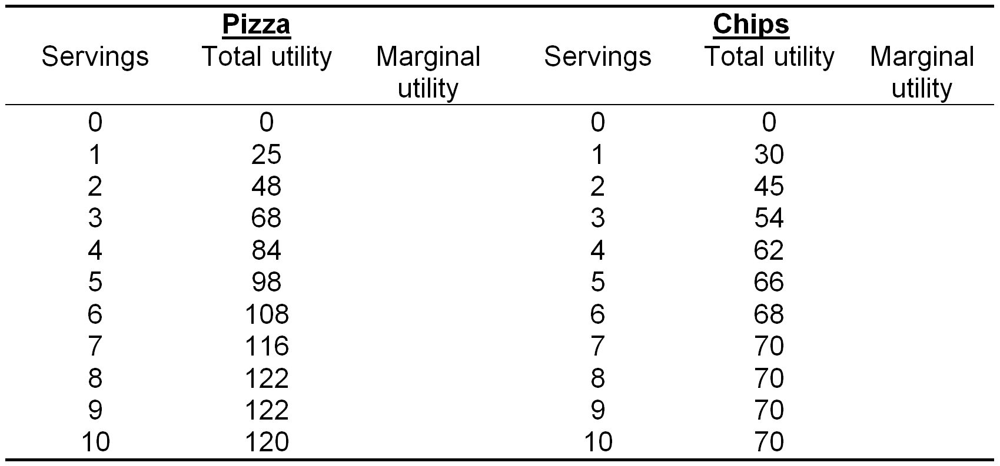 Pizza Chips
Servings Total utility Marginal utility Servings Total utility Marginal utility
0 0 0 0
1 25 1 30
2 48 2 45
3 68 3 54
4 84 4 62
5 98 5 66
6 108 6 68
7 116 7 70
8 122 8 70
9 122 9 70
10 120 10 70